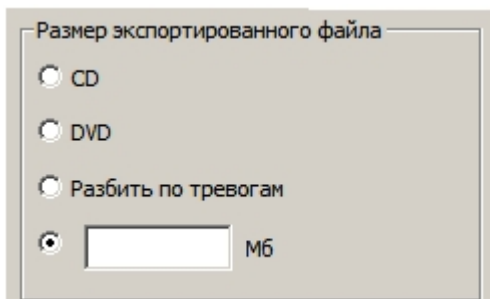 Размер экспортированного файла
CD
DVD
Разбить по тревогам
Мб